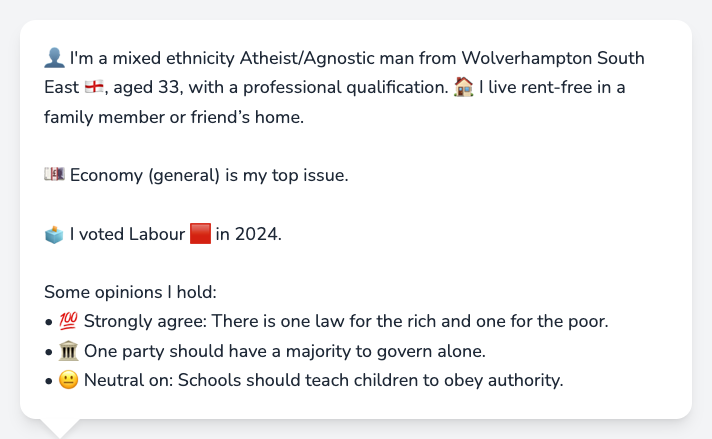 👤 I'm a mixed ethnicity Atheist/Agnostic man from Wolverhampton South
East 🏴󠁧󠁢󠁥󠁮󠁧󠁿, aged 33, with a professional qualification. 🏠 I live rent-free in a
family member or friend’s home.
💷 Economy (general) is my top issue.
🗳️ I voted Labour 🟥 in 2024.
Some opinions I hold:
• 💯 Strongly agree: There is one law for the rich and one for the poor.
• 🏛️ One party should have a majority to govern alone.
• 😐 Neutral on: Schools should teach children to obey authority.